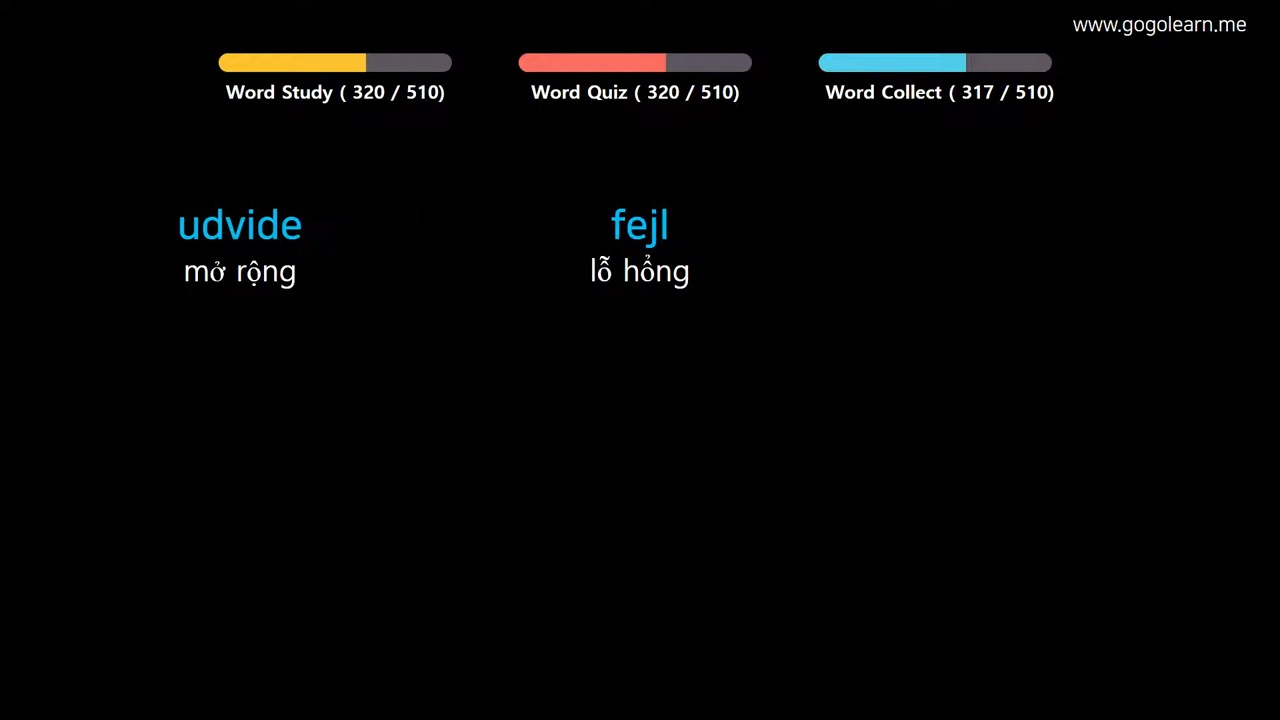 www.gogolearn.me
Word Study ( 320 / 510)
Word Quiz ( 320 / 510)
Word Collect ( 317 / 510)
udvide
mở rộng
fejl
lỗ hổng